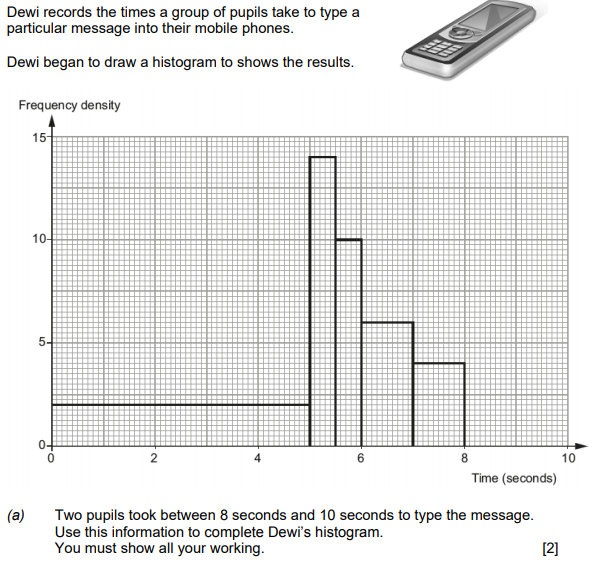 Dewi records the times a group of pupils take to type a
particular message into their mobile phones.
Dewi began to draw a histogram to shows the results.
Frequency density
15
10
5
0
0 2 4 6 8 10
Time (seconds)
(a) Two pupils took between 8 seconds and 10 seconds to type the message.
Use this information to complete Dewi's histogram.
You must show all your working. [2]